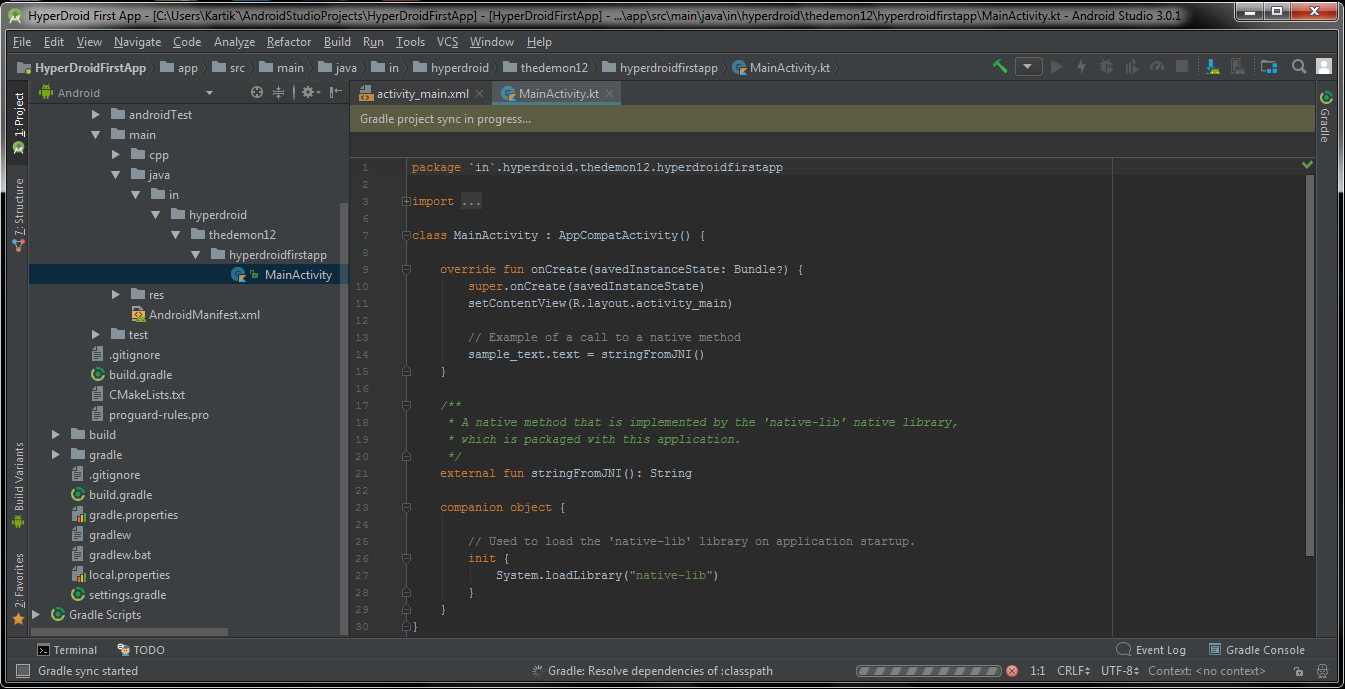 HyperDroid First App - [C:\Users\Kartik`\AndroidStudioProjects\HyperDroidFirstApp] - [HyperDroidFirstApp] - ...\app\src\main\java\in\hyperdroid\thedemon12\hyperdroidfirstapp\MainActivity.kt - Android Studio 3.0.1
File Edit View Navigate Code Analyze Refactor Build Run Tools VCS Window Help
HyperDroidFirstApp app src main java in hyperdroid thedemon12 hyperdroidfirstapp MainActivity.kt
1: Project
7: Structure
Build Variants
2: Favorites
Android
androidTest
main
cpp
java
in
hyperdroid
thedemon12
hyperdroidfirstapp
MainActivity
res
AndroidManifest.xml
test
.gitignore
build.gradle
CMakeLists.txt
proguard-rules.pro
build
gradle
.gitignore
build.gradle
gradle.properties
gradlew
gradlew.bat
local.properties
settings.gradle
Gradle Scripts
activity_main.xml MainActivity.kt
Gradle project sync in progress...
1 package `in`.hyperdroid.thedemon12.hyperdroidfirstapp
2
3 import ...
6
7 class MainActivity : AppCompatActivity() {
8
9 override fun onCreate(savedInstanceState: Bundle?) {
10 super.onCreate(savedInstanceState)
11 setContentView(R.layout.activity_main)
12
13 // Example of a call to a native method
14 sample_text.text = stringFromJNI()
15 }
16
17 /**
18 * A native method that is implemented by the 'native-lib' native library,
19 * which is packaged with this application.
20 */
21 external fun stringFromJNI(): String
22
23 companion object {
24
25 // Used to load the 'native-lib' library on application startup.
26 init {
27 System.loadLibrary("native-lib")
28 }
29 }
30 }
Gradle
Terminal TODO Event Log Gradle Console
Gradle sync started Gradle: Resolve dependencies of :classpath 1:1 CRLF UTF-8 Context: <no context>